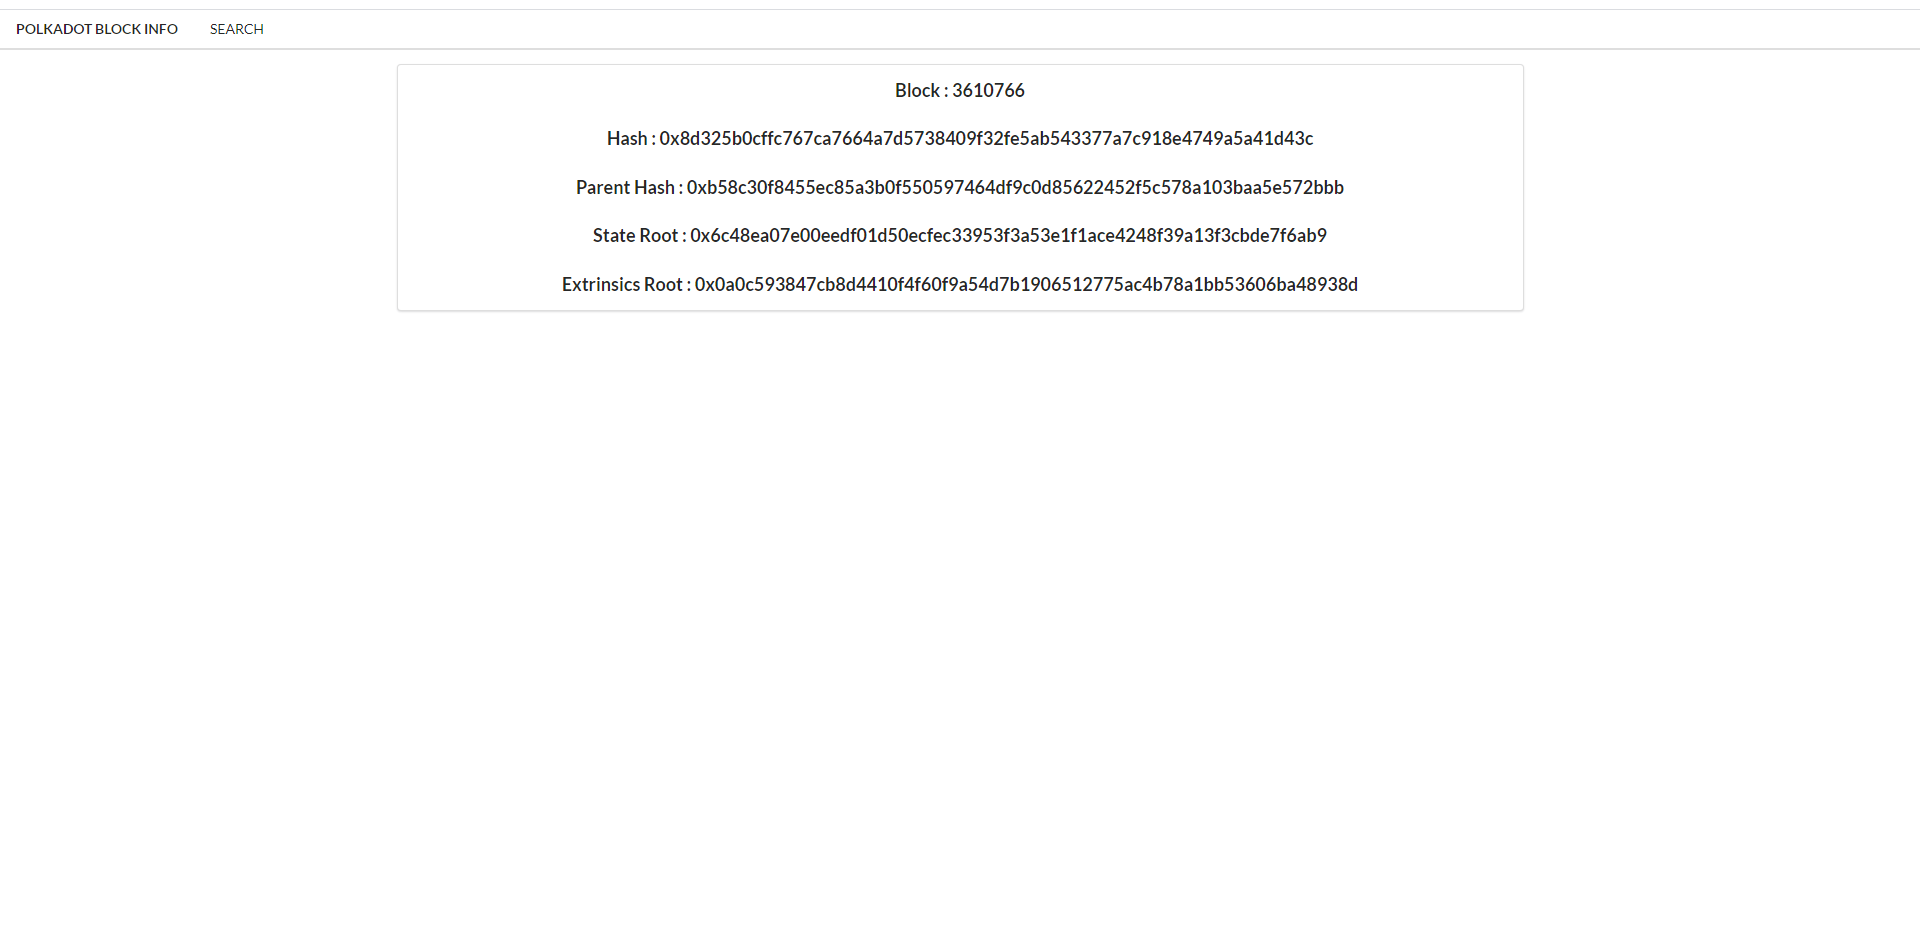 POLKADOT BLOCK INFO SEARCH
Block : 3610766
Hash : 0x8d325b0cffc767ca7664a7d5738409f32fe5ab543377a7c918e4749a5a41d43c
Parent Hash : 0xb58c30f8455ec85a3b0f550597464df9c0d85622452f5c578a103baa5e572bbb
State Root : 0x6c48ea07e00eedf01d50ecfec33953f3a53e1f1ace4248f39a13f3cbde7f6ab9
Extrinsics Root : 0x0a0c593847cb8d4410f4f60f9a54d7b1906512775ac4b78a1bb53606ba48938d